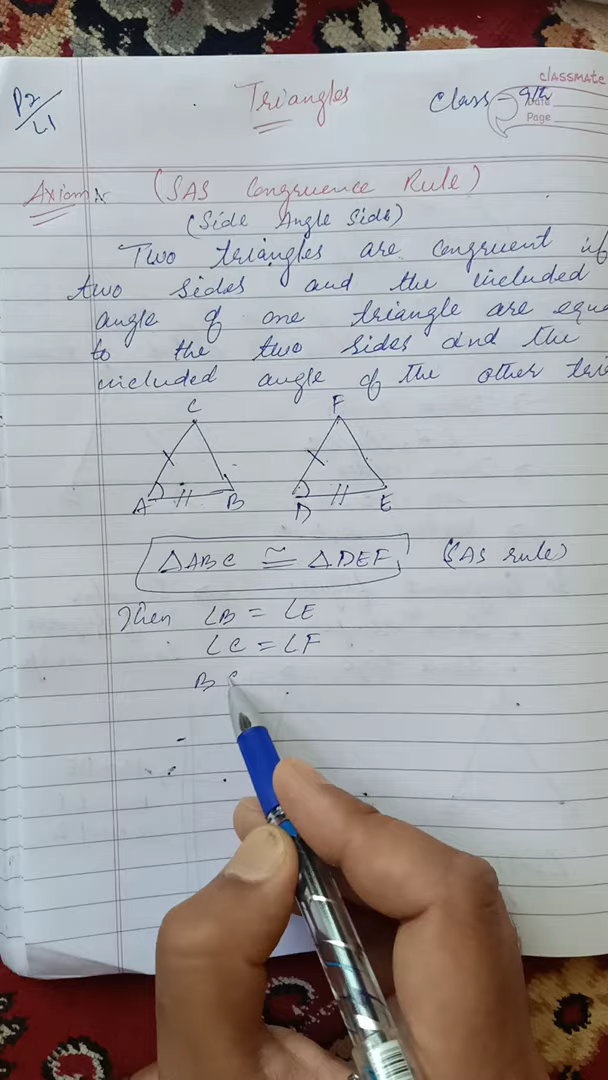 P2/L1
Triangles
Class - 9th
CLASSMATE
Date
Page
Axiom:
(SAS Congruence Rule)
(Side Angle Side)
Two triangles are congruent if
two sides and the included
angle of one triangle are equa
to the two sides and the
included angle of the other tri
C F
A B D E
△ABC ≅ △DEF (SAS rule)
Then ∠B = ∠E
∠C = ∠F
B C